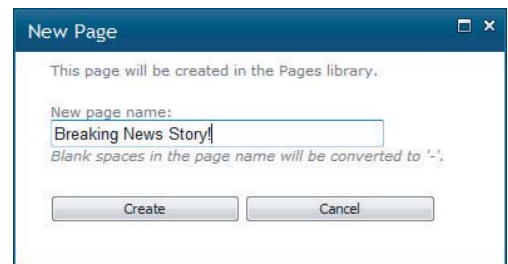 New Page
This page will be created in the Pages library.
New page name:
Breaking News Story!
Blank spaces in the page name will be converted to '-'.
Create Cancel